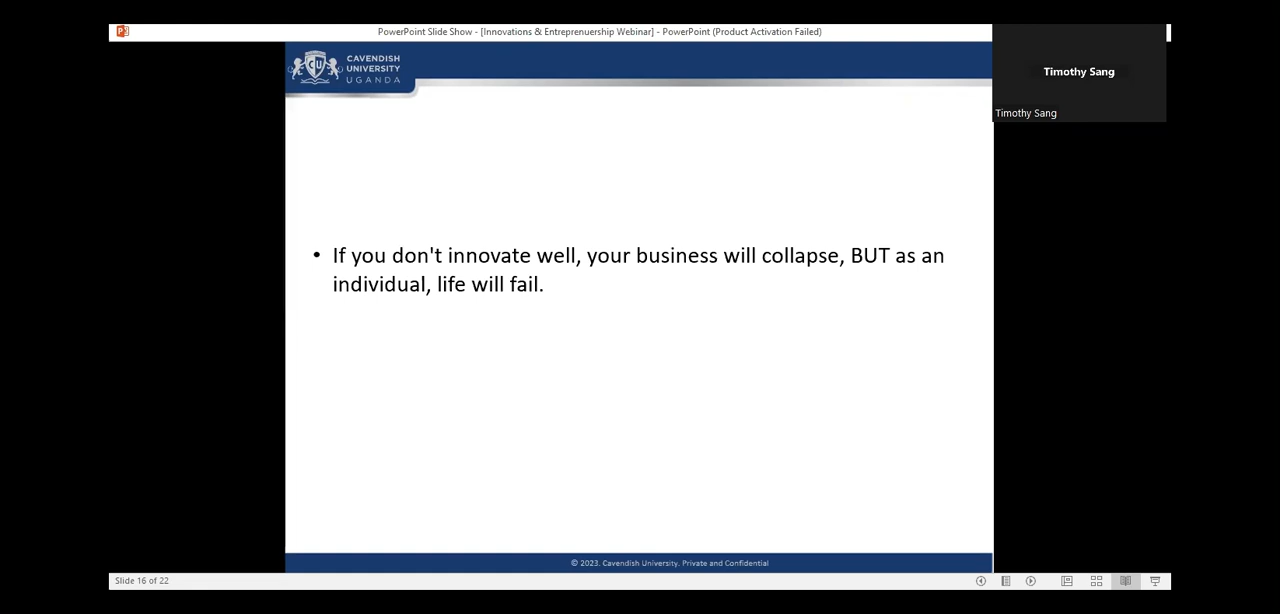 PowerPoint Slide Show - [Innovations & Entreprenuership Webinar] - PowerPoint (Product Activation Failed)
Timothy Sang
Timothy Sang
CU
CAVENDISH
UNIVERSITY
UGANDA
• If you don't innovate well, your business will collapse, BUT as an
individual, life will fail.
© 2023. Cavendish University. Private and Confidential
Slide 16 of 22